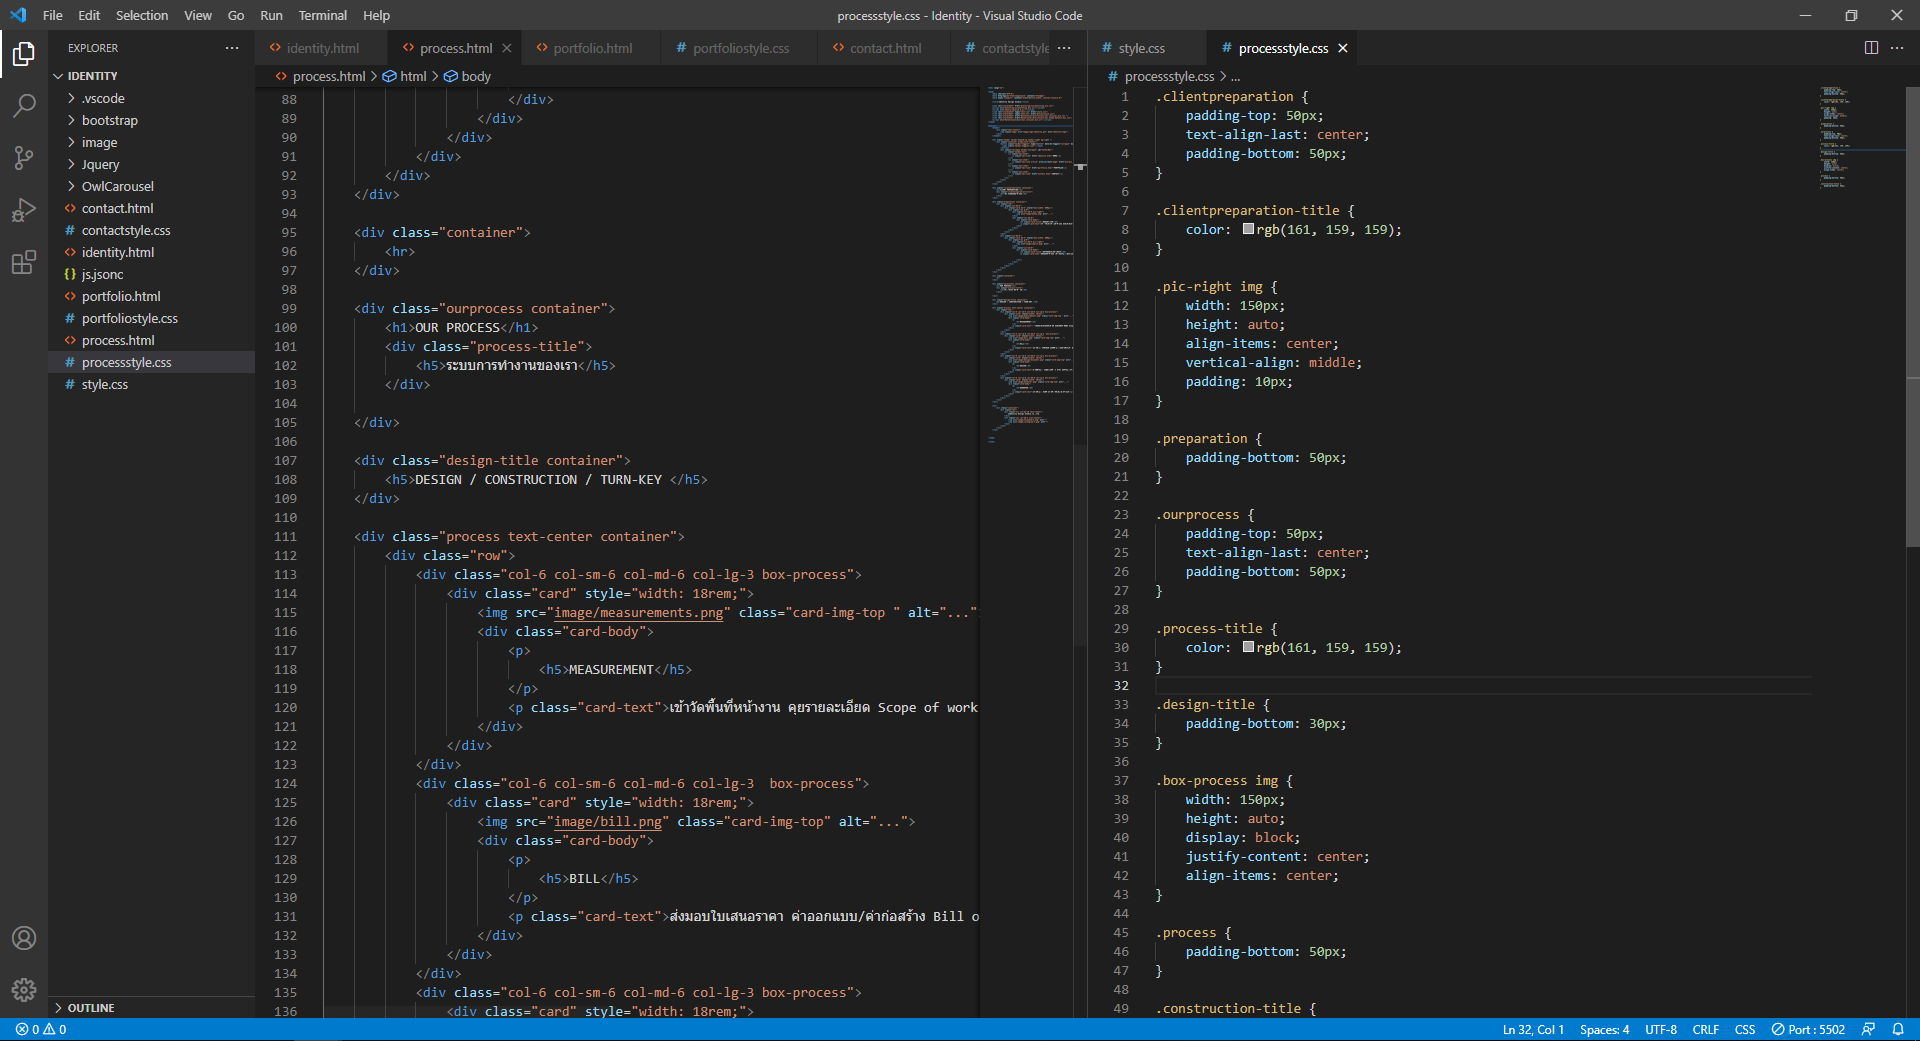 File Edit Selection View Go Run Terminal Help
processstyle.css - Identity - Visual Studio Code
EXPLORER
IDENTITY
.vscode
bootstrap
image
Jquery
OwlCarousel
contact.html
contactstyle.css
identity.html
js.jsonc
portfolio.html
portfoliostyle.css
process.html
processstyle.css
style.css
OUTLINE
identity.html process.html portfolio.html portfoliostyle.css contact.html contactstyle
process.html > html > body
88 </div>
89 </div>
90 </div>
91 </div>
92 </div>
93 </div>
94
95 <div class="container">
96 <hr>
97 </div>
98
99 <div class="ourprocess container">
100 <h1>OUR PROCESS</h1>
101 <div class="process-title">
102 <h5>ระบบการทำงานของเรา</h5>
103 </div>
104
105 </div>
106
107 <div class="design-title container">
108 <h5>DESIGN / CONSTRUCTION / TURN-KEY </h5>
109 </div>
110
111 <div class="process text-center container">
112 <div class="row">
113 <div class="col-6 col-sm-6 col-md-6 col-lg-3 box-process">
114 <div class="card" style="width: 18rem;">
115 <img src="image/measurements.png" class="card-img-top " alt="..."
116 <div class="card-body">
117 <p>
118 <h5>MEASUREMENT</h5>
119 </p>
120 <p class="card-text">เข้าวัดพื้นที่หน้างาน คุยรายละเอียด Scope of work
121 </div>
122 </div>
123 </div>
124 <div class="col-6 col-sm-6 col-md-6 col-lg-3  box-process">
125 <div class="card" style="width: 18rem;">
126 <img src="image/bill.png" class="card-img-top" alt="...">
127 <div class="card-body">
128 <p>
129 <h5>BILL</h5>
130 </p>
131 <p class="card-text">ส่งมอบใบเสนอราคา ค่าออกแบบ/ค่าก่อสร้าง Bill o
132 </div>
133 </div>
134 </div>
135 <div class="col-6 col-sm-6 col-md-6 col-lg-3 box-process">
136 <div class="card" style="width: 18rem;">
style.css processstyle.css
processstyle.css > ...
1 .clientpreparation {
2 padding-top: 50px;
3 text-align-last: center;
4 padding-bottom: 50px;
5 }
6
7 .clientpreparation-title {
8 color: rgb(161, 159, 159);
9 }
10
11 .pic-right img {
12 width: 150px;
13 height: auto;
14 align-items: center;
15 vertical-align: middle;
16 padding: 10px;
17 }
18
19 .preparation {
20 padding-bottom: 50px;
21 }
22
23 .ourprocess {
24 padding-top: 50px;
25 text-align-last: center;
26 padding-bottom: 50px;
27 }
28
29 .process-title {
30 color: rgb(161, 159, 159);
31 }
32
33 .design-title {
34 padding-bottom: 30px;
35 }
36
37 .box-process img {
38 width: 150px;
39 height: auto;
40 display: block;
41 justify-content: center;
42 align-items: center;
43 }
44
45 .process {
46 padding-bottom: 50px;
47 }
48
49 .construction-title {
0 0
Ln 32, Col 1 Spaces: 4 UTF-8 CRLF CSS Port : 5502